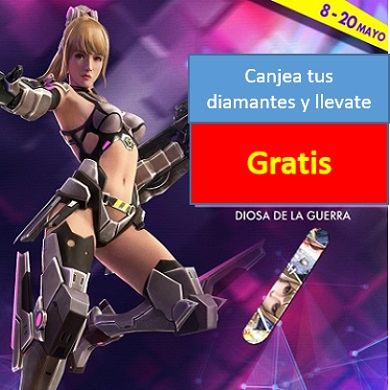 8 - 20 MAYO
Canjea tus
diamantes y llevate
Gratis
DIOSA DE LA GUERRA